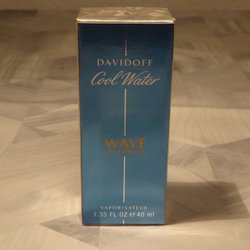 DAVIDOFF
Cool Water
WAVE
VAPORISATEUR
1.35 FL OZ ℮ 40 ml